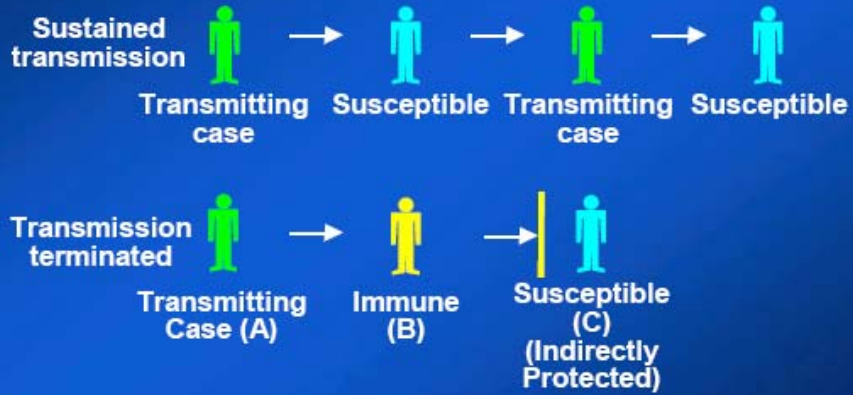 Sustained
transmission
Transmitting
case
Susceptible
Transmitting
case
Susceptible
Transmission
terminated
Transmitting
Case (A)
Immune
(B)
Susceptible
(C)
(Indirectly
Protected)